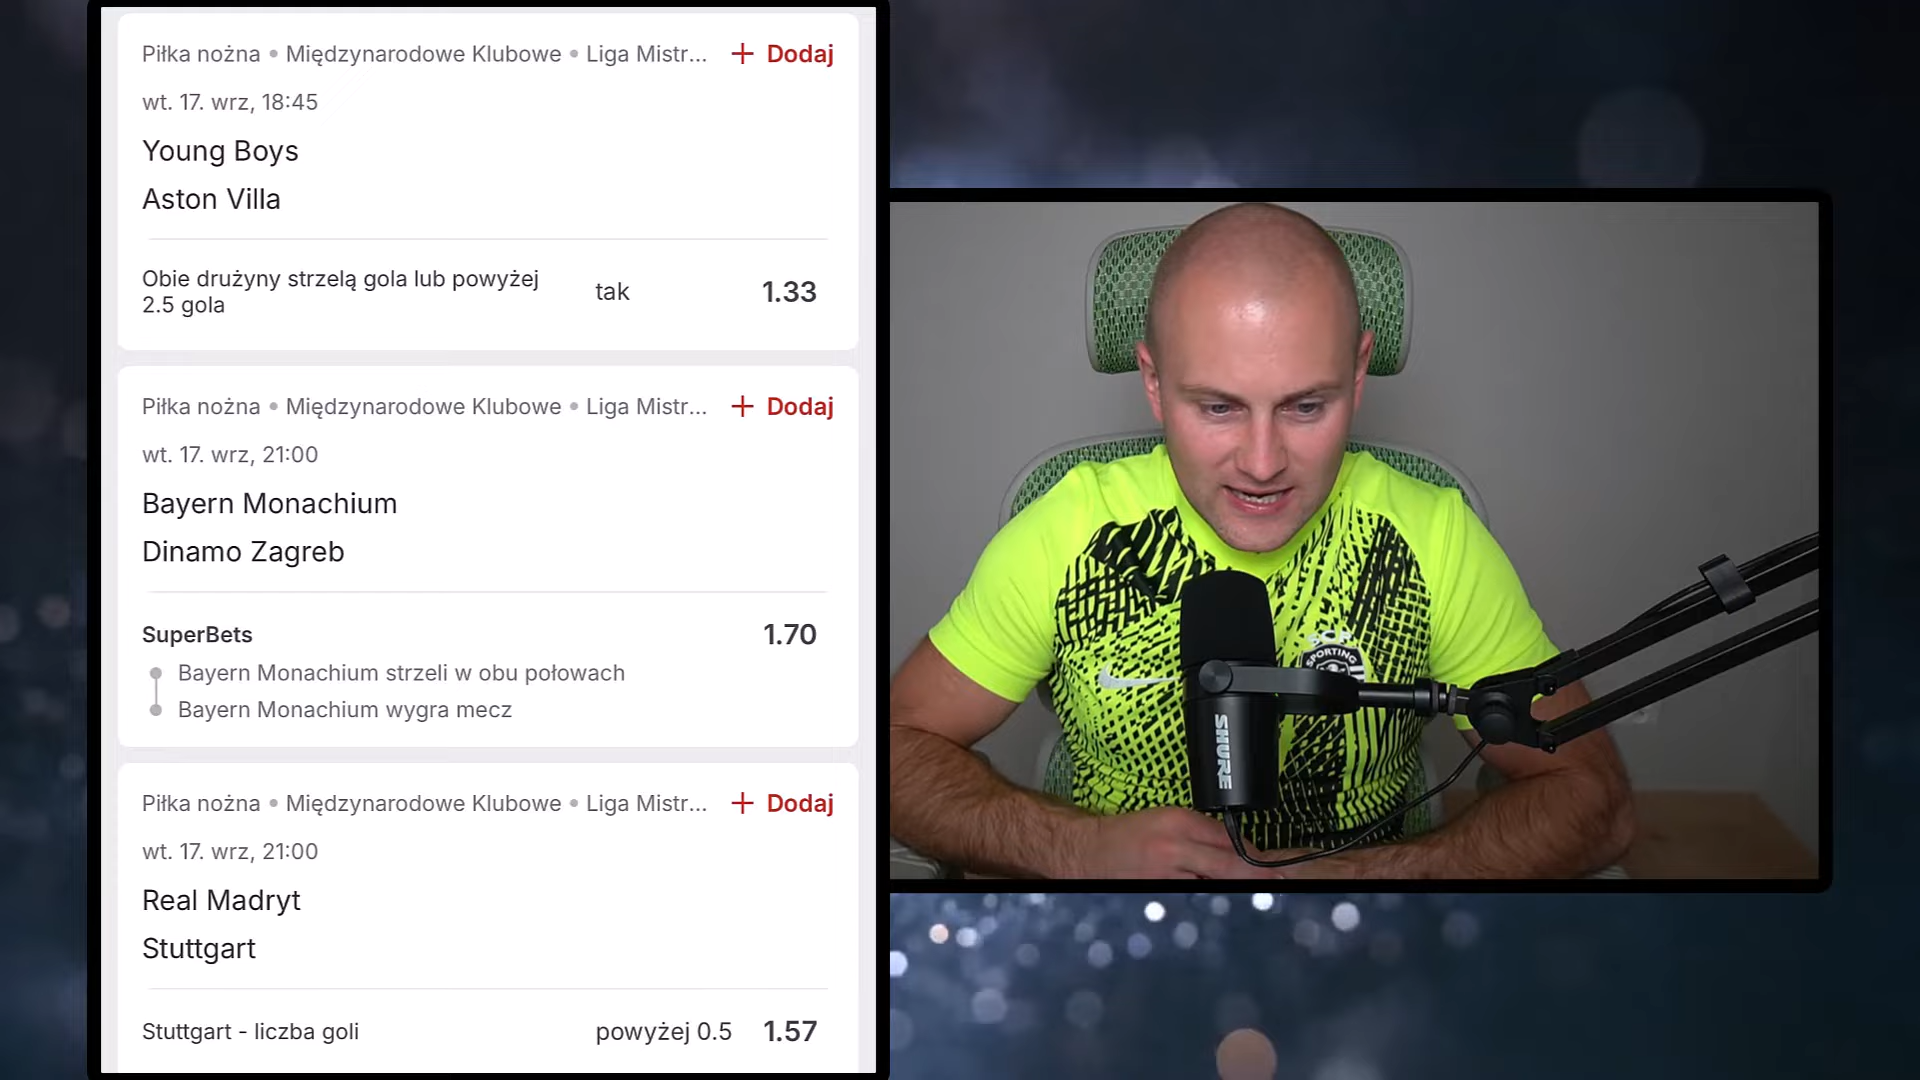 Piłka nożna • Międzynarodowe Klubowe • Liga Mistr... + Dodaj
wt. 17. wrz, 18:45
Young Boys
Aston Villa
Obie drużyny strzelą gola lub powyżej
2.5 gola
tak
1.33
Piłka nożna • Międzynarodowe Klubowe • Liga Mistr... + Dodaj
wt. 17. wrz, 21:00
Bayern Monachium
Dinamo Zagreb
SuperBets 1.70
Bayern Monachium strzeli w obu połowach
Bayern Monachium wygra mecz
Piłka nożna • Międzynarodowe Klubowe • Liga Mistr... + Dodaj
wt. 17. wrz, 21:00
Real Madryt
Stuttgart
Stuttgart - liczba goli powyżej 0.5 1.57
SPORTING
SHURE